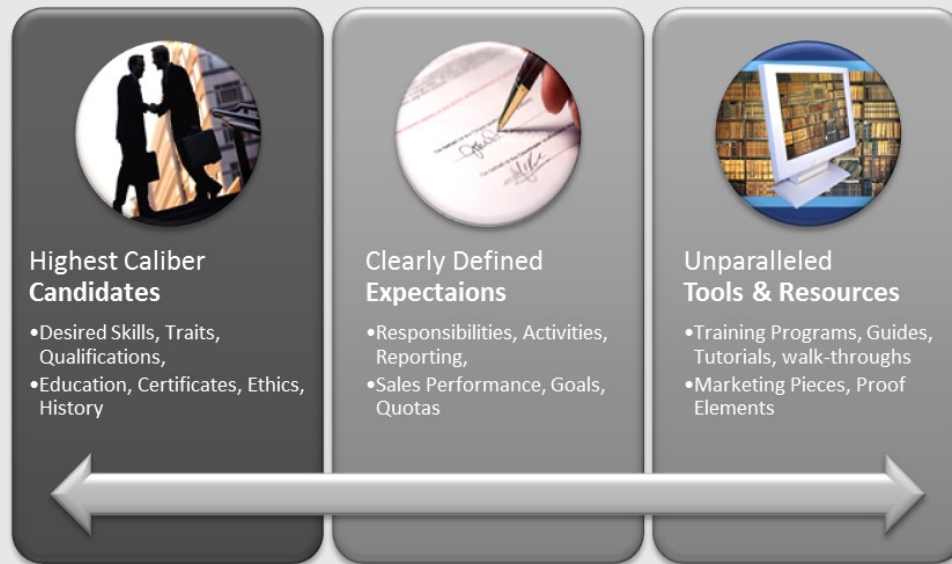 Highest Caliber
Candidates
•Desired Skills, Traits,
Qualifications,
•Education, Certificates, Ethics,
History
Clearly Defined
Expectaions
•Responsibilities, Activities,
Reporting,
•Sales Performance, Goals,
Quotas
Unparalleled
Tools & Resources
•Training Programs, Guides,
Tutorials, walk-throughs
•Marketing Pieces, Proof
Elements